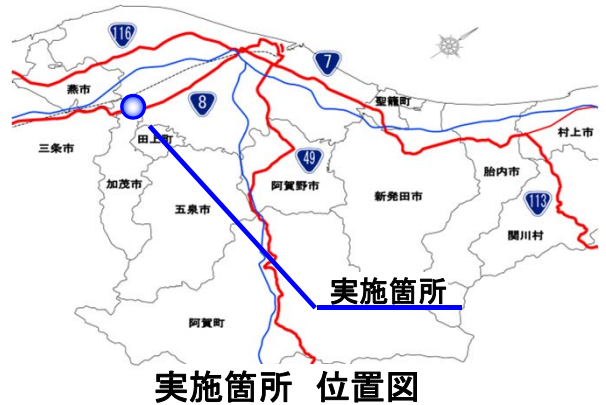 116
7
燕市
8
聖籠町
三条市
田上町
村上市
49
加茂市
阿賀野市
胎内市
新発田市
113
五泉市
関川村
実施箇所
阿賀町
実施箇所 位置図